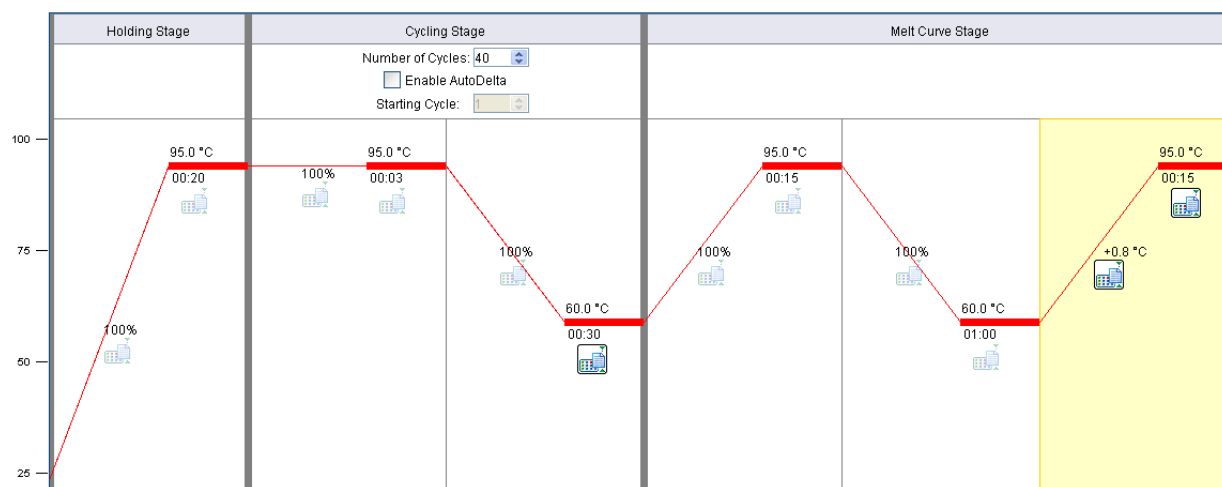 Holding Stage
Cycling Stage
Melt Curve Stage
Number of Cycles: 40
Enable AutoDelta
Starting Cycle: 1
100
95.0 °C
95.0 °C
95.0 °C
95.0 °C
00:20
100%
00:03
00:15
00:15
75
100%
100%
100%
+0.8 °C
60.0 °C
60.0 °C
100%
00:30
01:00
50
25